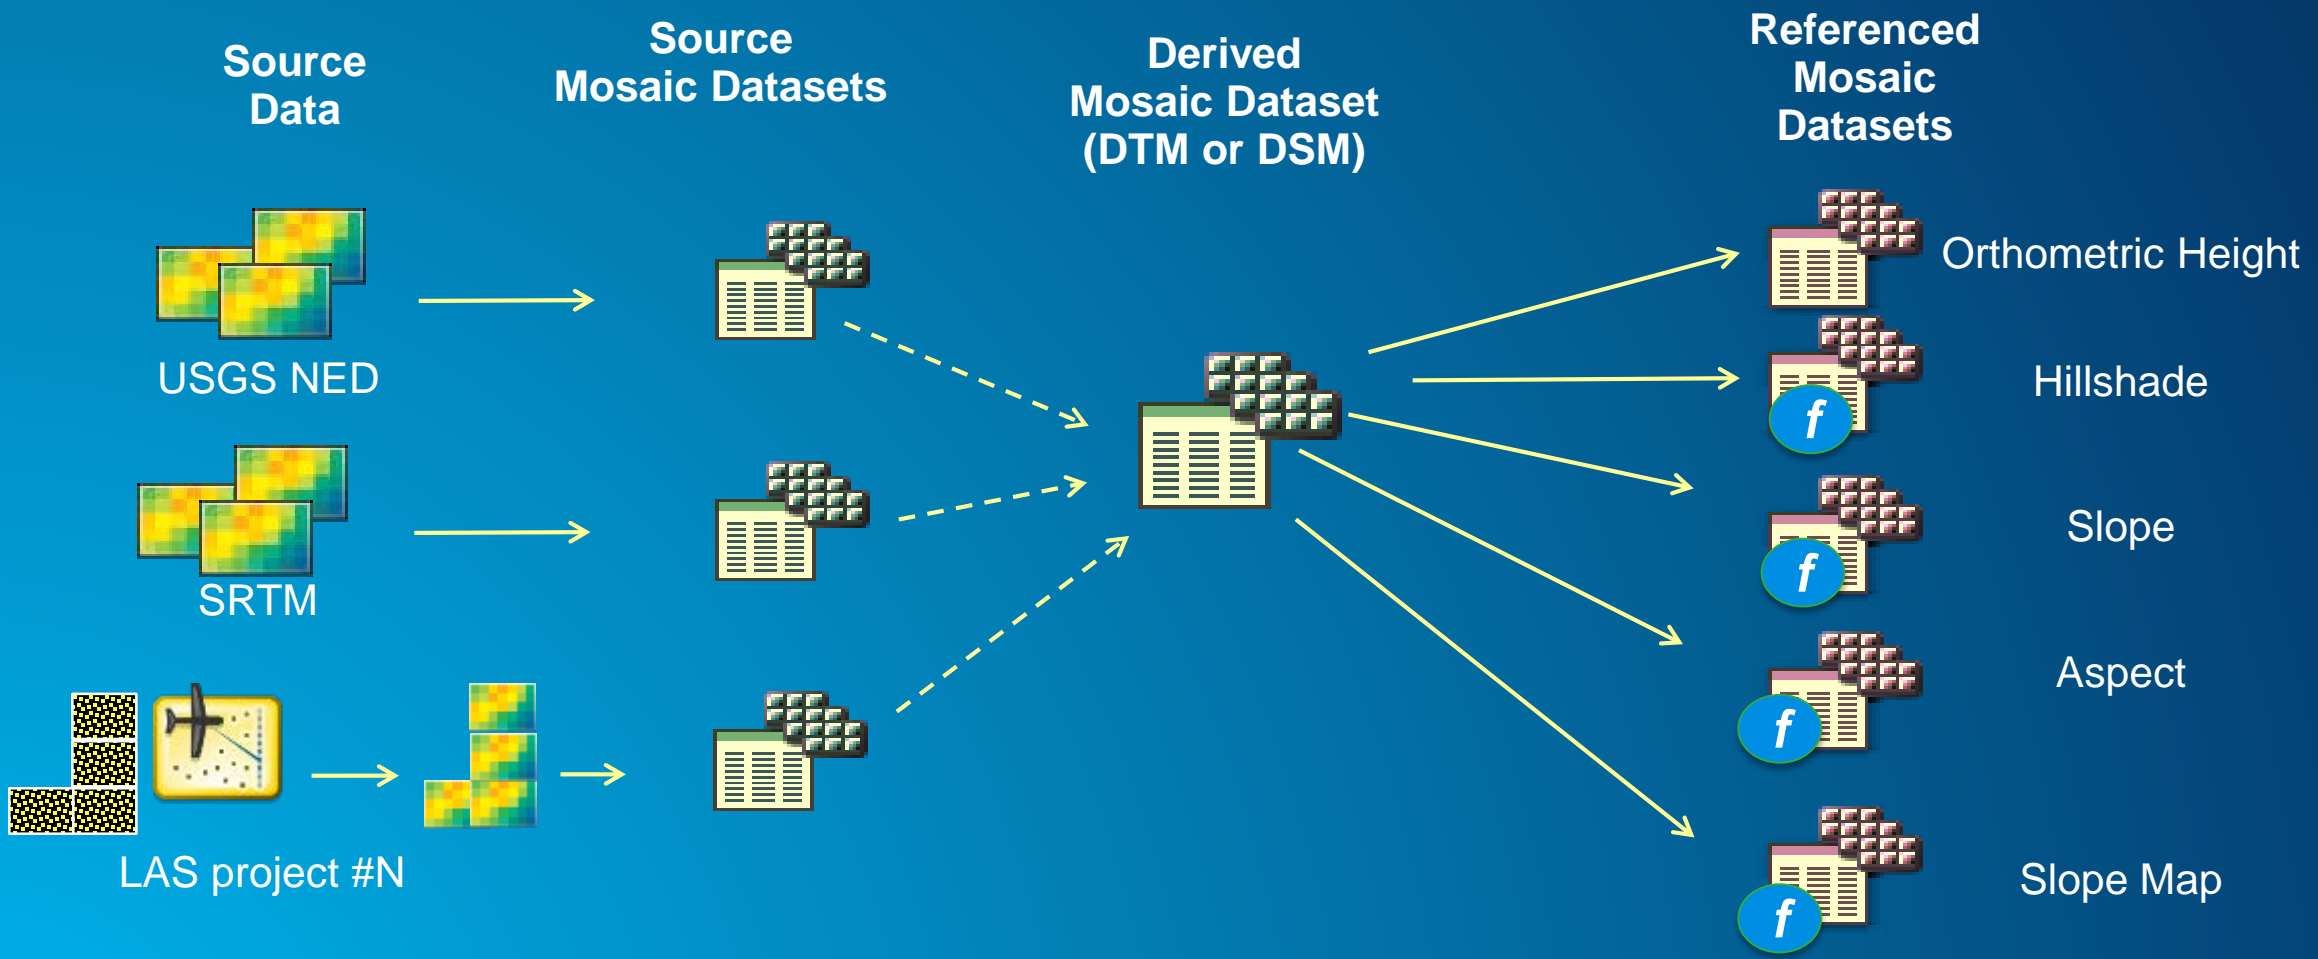 Source
Data
Source
Mosaic Datasets
Derived
Mosaic Dataset
(DTM or DSM)
Referenced
Mosaic
Datasets
USGS NED
SRTM
LAS project #N
Orthometric Height
f
Hillshade
f
Slope
f
Aspect
f
Slope Map